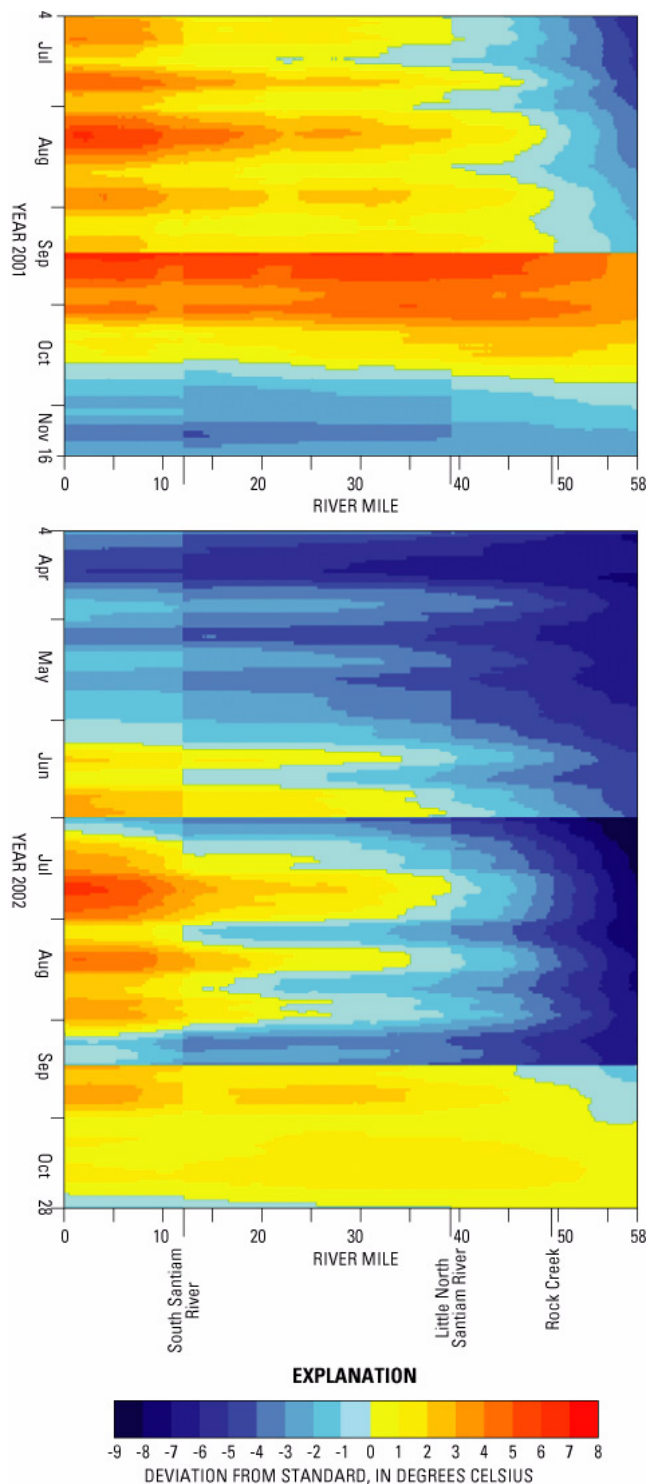 4
Jul
Aug
Sep
Oct
Nov 16
YEAR 2001
0 10 20 30 40 50 58
RIVER MILE
4
Apr
May
Jun
Jul
Aug
Sep
Oct
28
YEAR 2002
0 10 20 30 40 50 58
RIVER MILE
South Santiam
River
Little North
Santiam River
Rock Creek
EXPLANATION
-9 -8 -7 -6 -5 -4 -3 -2 -1 0 1 2 3 4 5 6 7 8
DEVIATION FROM STANDARD, IN DEGREES CELSIUS